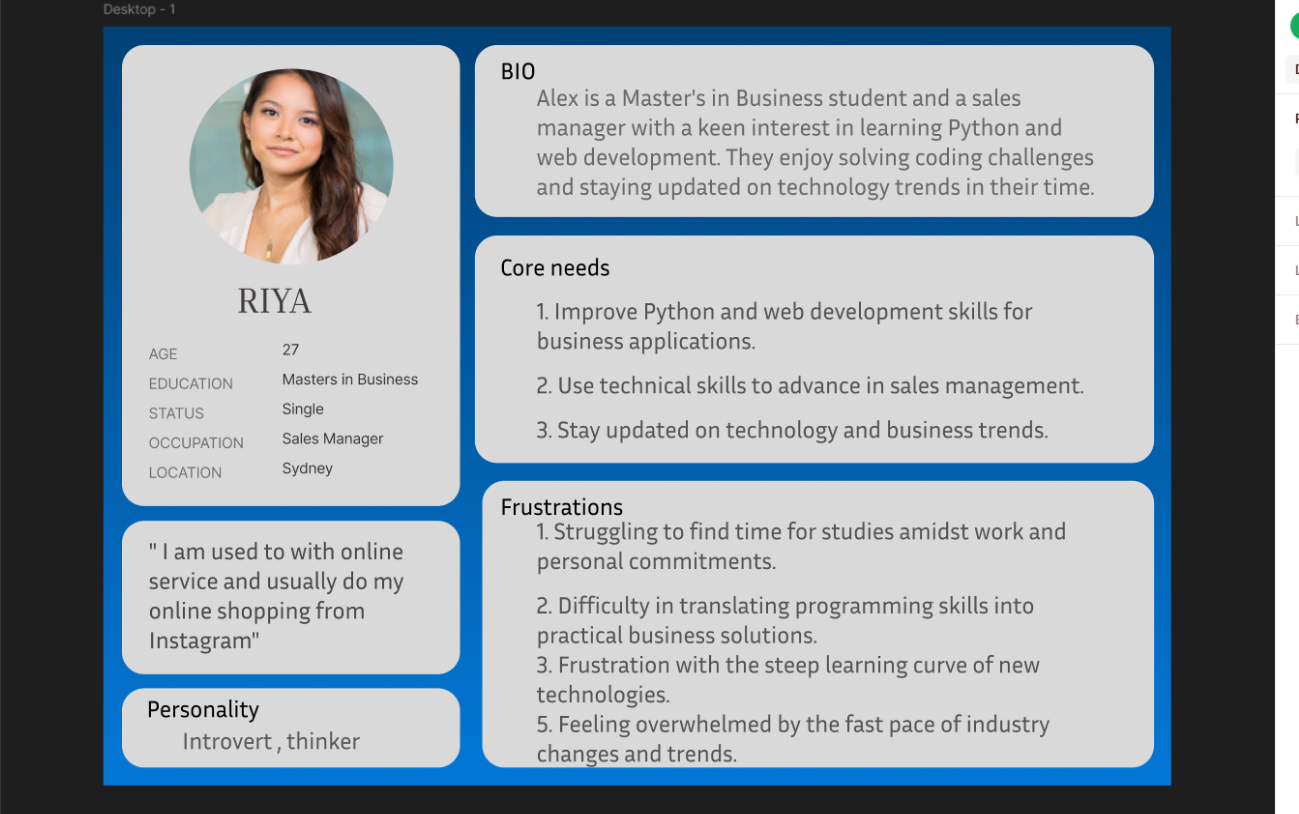 Desktop - 1
RIYA
AGE 27
EDUCATION Masters in Business
STATUS Single
OCCUPATION Sales Manager
LOCATION Sydney
" I am used to with online
service and usually do my
online shopping from
Instagram"
Personality
Introvert , thinker
BIO
Alex is a Master's in Business student and a sales
manager with a keen interest in learning Python and
web development. They enjoy solving coding challenges
and staying updated on technology trends in their time.
Core needs
1. Improve Python and web development skills for
business applications.
2. Use technical skills to advance in sales management.
3. Stay updated on technology and business trends.
Frustrations
1. Struggling to find time for studies amidst work and
personal commitments.
2. Difficulty in translating programming skills into
practical business solutions.
3. Frustration with the steep learning curve of new
technologies.
5. Feeling overwhelmed by the fast pace of industry
changes and trends.